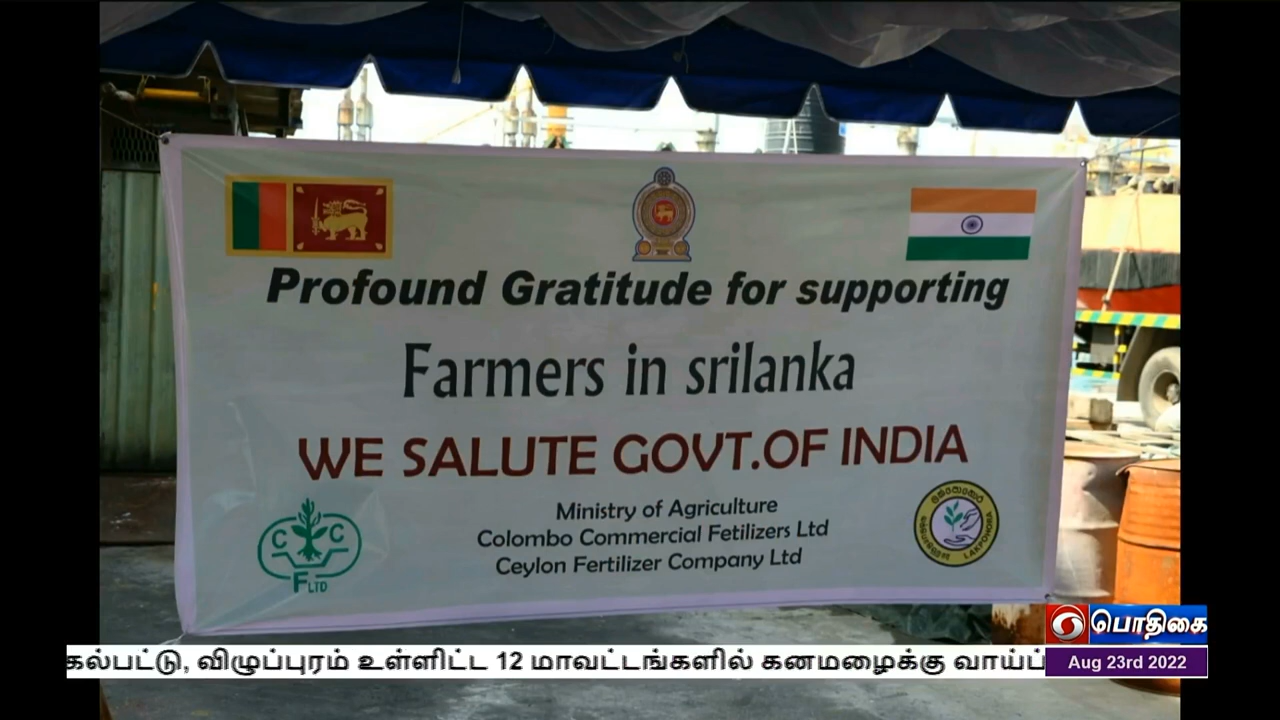 Profound Gratitude for supporting
Farmers in srilanka
WE SALUTE GOVT.OF INDIA
Ministry of Agriculture
Colombo Commercial Fetilizers Ltd
Ceylon Fertilizer Company Ltd
C C
F LTD
LAKPOHORA
பொதிகை
கல்பட்டு, விழுப்புரம் உள்ளிட்ட 12 மாவட்டங்களில் கனமழைக்கு வாய்ப்
Aug 23rd 2022